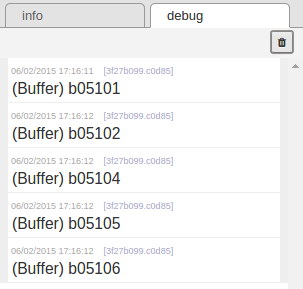 info debug
06/02/2015 17:16:11 [3f27b099.c0d85]
(Buffer) b05101
06/02/2015 17:16:12 [3f27b099.c0d85]
(Buffer) b05102
06/02/2015 17:16:12 [3f27b099.c0d85]
(Buffer) b05104
06/02/2015 17:16:12 [3f27b099.c0d85]
(Buffer) b05105
06/02/2015 17:16:12 [3f27b099.c0d85]
(Buffer) b05106